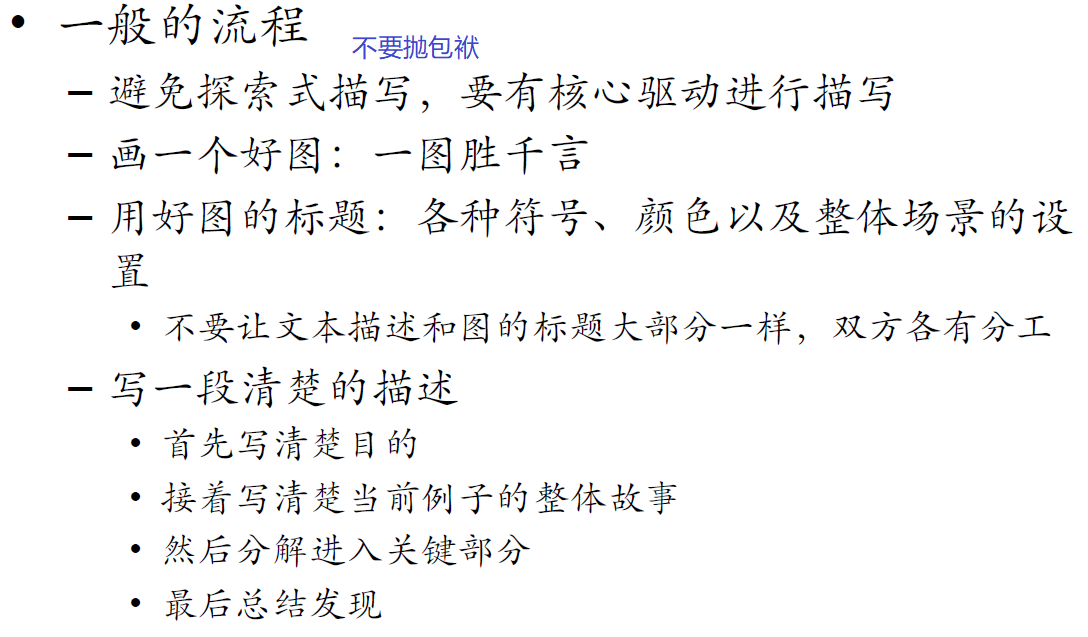 • 一般的流程
不要抛包袱
– 避免探索式描写，要有核心驱动进行描写
– 画一个好图：一图胜千言
– 用好图的标题：各种符号、颜色以及整体场景的设
置
• 不要让文本描述和图的标题大部分一样，双方各有分工
– 写一段清楚的描述
• 首先写清楚目的
• 接着写清楚当前例子的整体故事
• 然后分解进入关键部分
• 最后总结发现